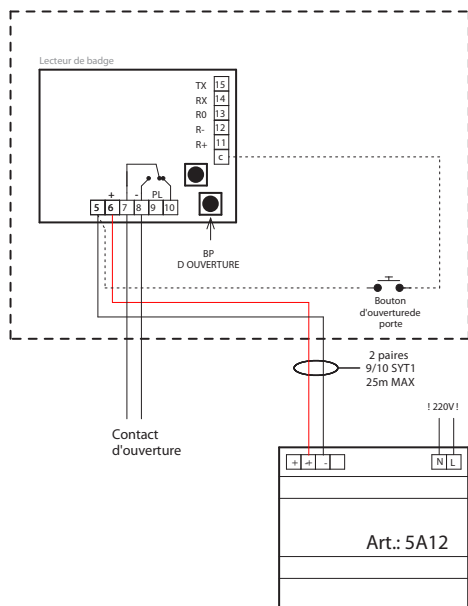 Lecteur de badge
TX 15
RX 14
R0 13
R- 12
R+ 11
c
+ - PL
5 6 7 8 9 10
BP
D OUVERTURE
Bouton
d'ouverturede
porte
2 paires
9/10 SYT1
25m MAX
! 220V !
Contact
d'ouverture
+ + -
N L
Art.: 5A12